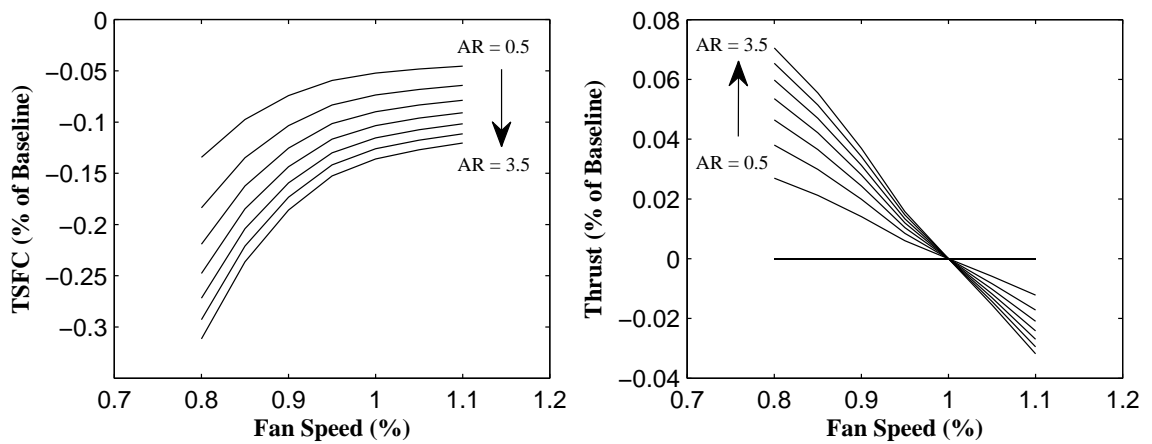 0
−0.05
−0.1
−0.15
−0.2
−0.25
−0.3
TSFC (% of Baseline)
AR = 0.5
AR = 3.5
0.7 0.8 0.9 1 1.1 1.2
Fan Speed (%)
0.08
0.06
0.04
0.02
0
−0.02
−0.04
Thrust (% of Baseline)
AR = 3.5
AR = 0.5
0.7 0.8 0.9 1 1.1 1.2
Fan Speed (%)